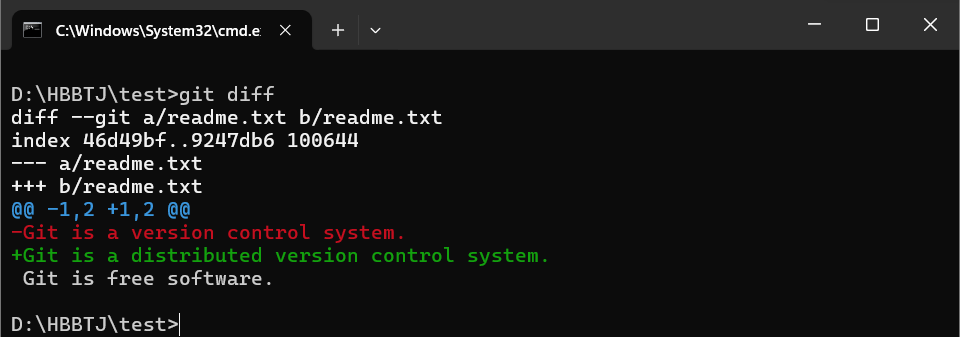 C:\Windows\System32\cmd.e:
D:\HBBTJ\test>git diff
diff --git a/readme.txt b/readme.txt
index 46d49bf..9247db6 100644
--- a/readme.txt
+++ b/readme.txt
@@ -1,2 +1,2 @@
-Git is a version control system.
+Git is a distributed version control system.
 Git is free software.
D:\HBBTJ\test>